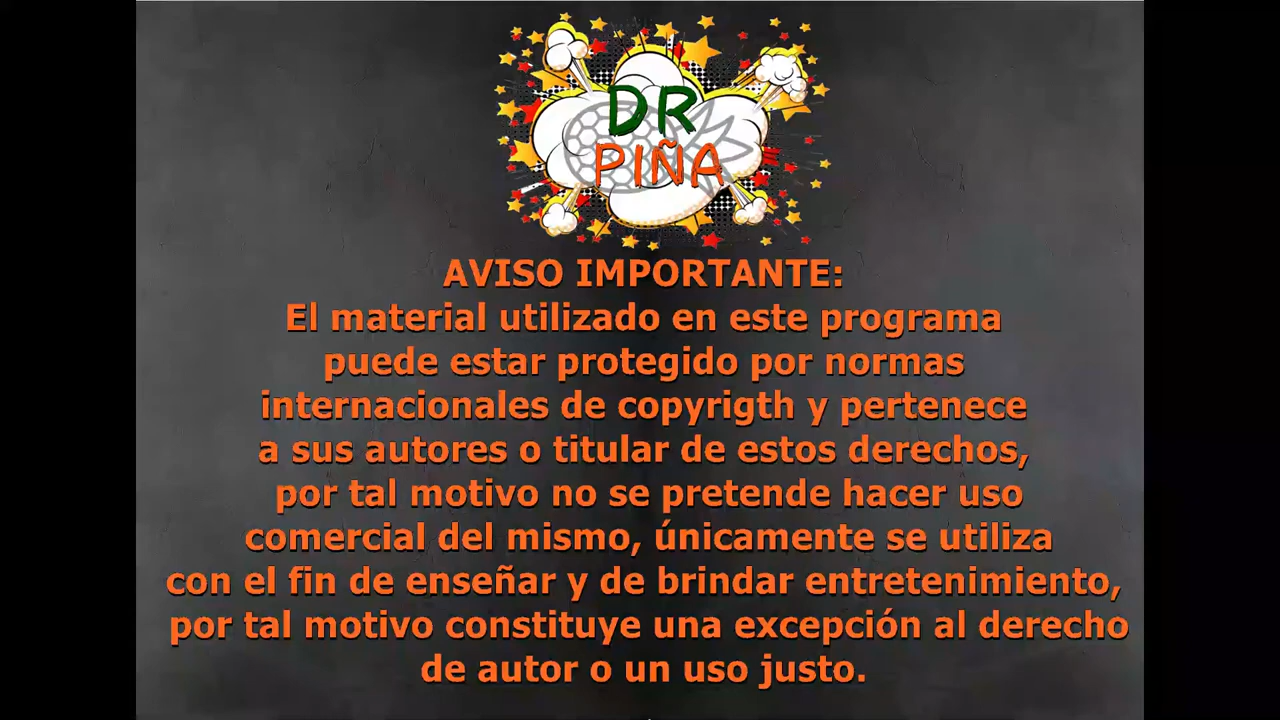 DR
PIÑA
AVISO IMPORTANTE:
El material utilizado en este programa
puede estar protegido por normas
internacionales de copyrigth y pertenece
a sus autores o titular de estos derechos,
por tal motivo no se pretende hacer uso
comercial del mismo, únicamente se utiliza
con el fin de enseñar y de brindar entretenimiento,
por tal motivo constituye una excepción al derecho
de autor o un uso justo.